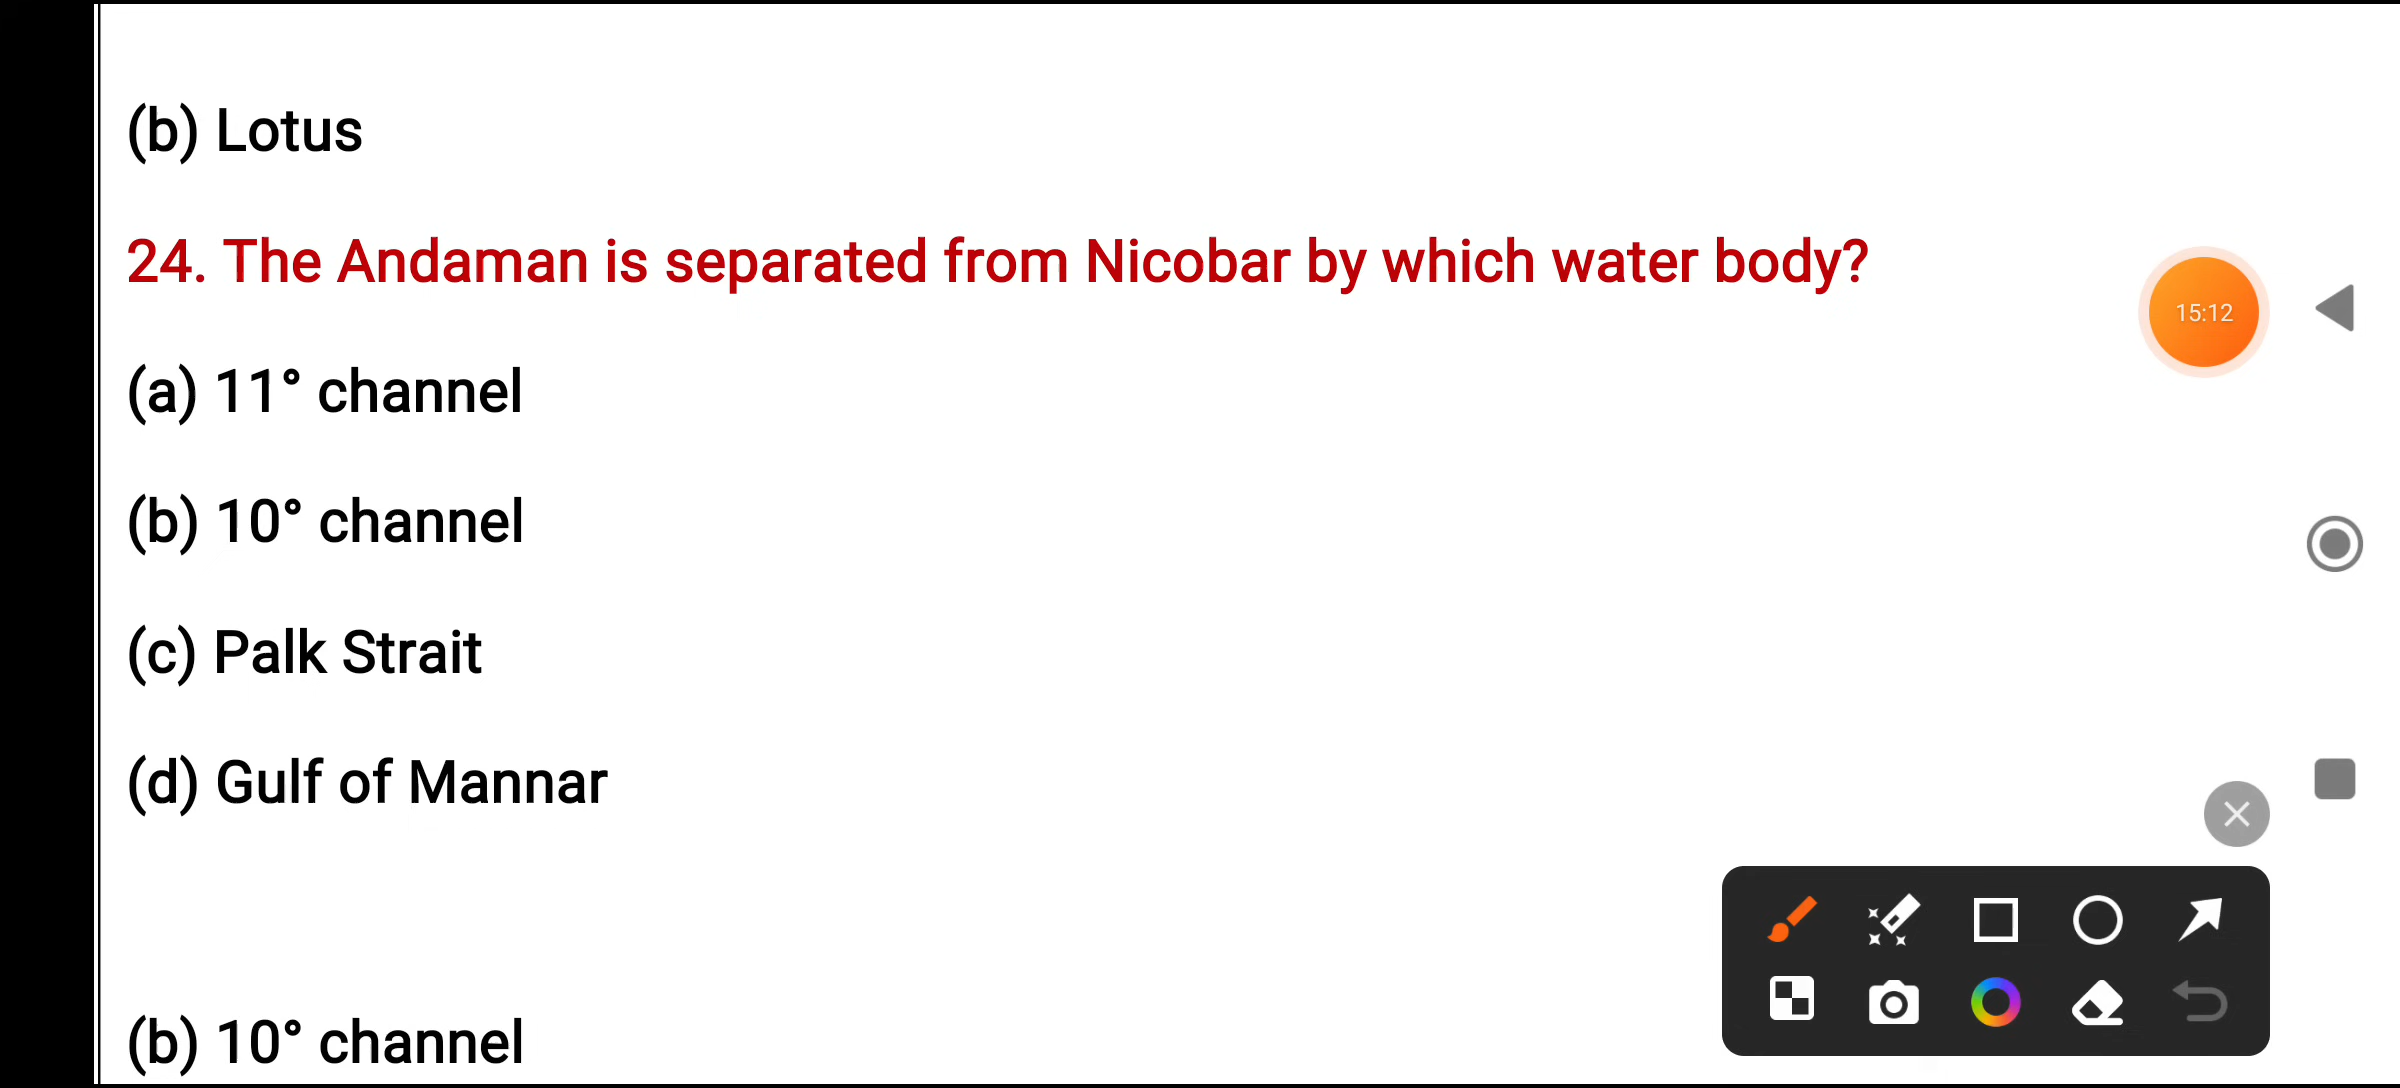 (b) Lotus
24. The Andaman is separated from Nicobar by which water body?
15:12
(a) 11° channel
(b) 10° channel
(c) Palk Strait
(d) Gulf of Mannar
(b) 10° channel